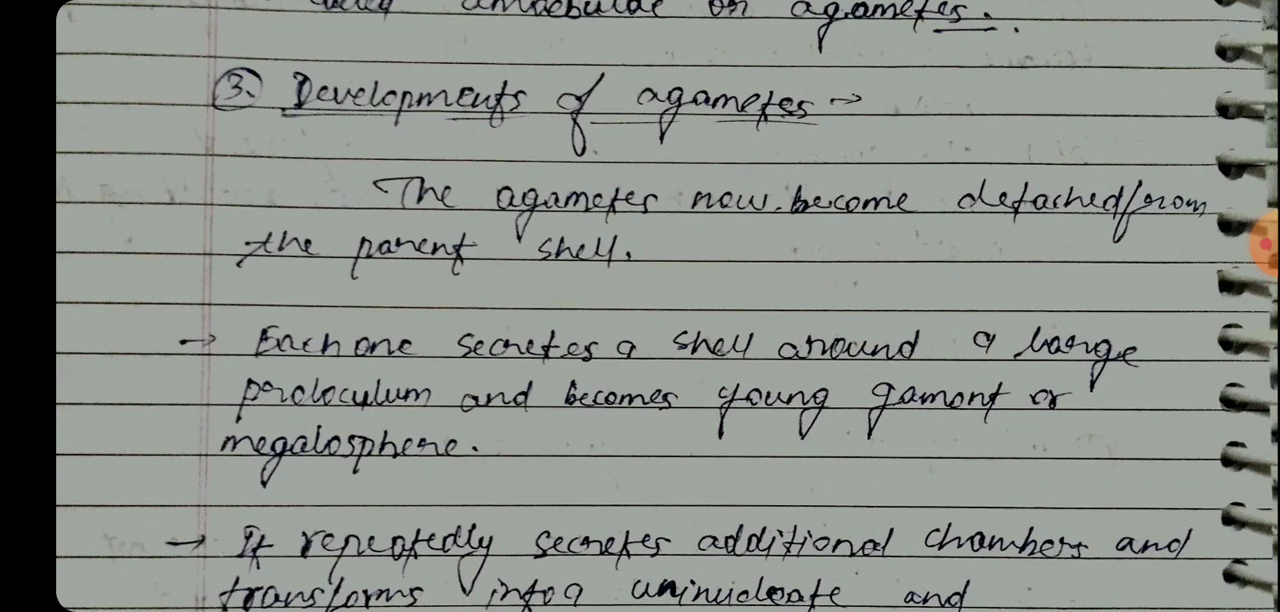 called amoebulae or agametes.
3. Developments of agametes →
The agametes now become detached from
the parent shell.
→ Each one secretes a shell around a large
proloculum and becomes young gamont or
megalosphere.
→ It repeatedly secretes additional chambers and
transforms into a uninucleate and